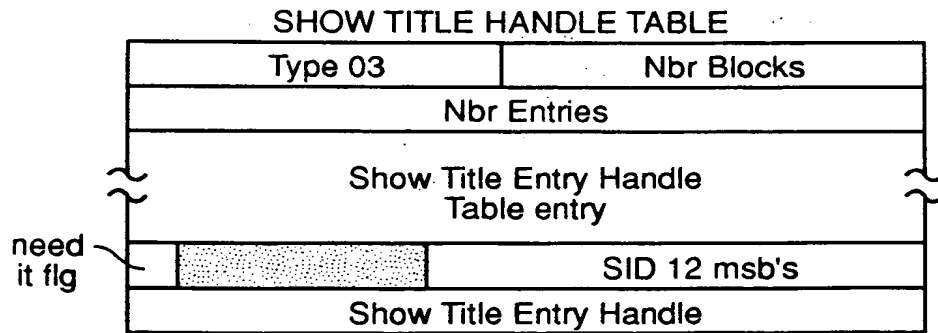 SHOW TITLE HANDLE TABLE
Type 03
Nbr Blocks
Nbr Entries
Show Title Entry Handle
Table entry
need
it flg
SID 12 msb's
Show Title Entry Handle